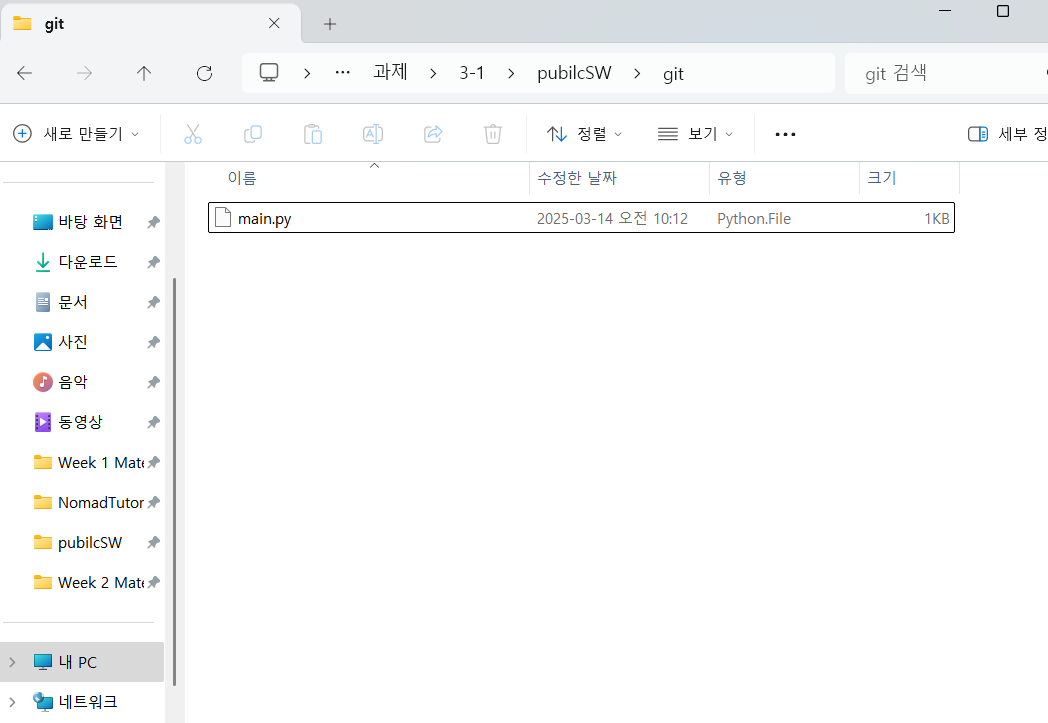 git
… 과제 3-1 pubilcSW git
git 검색
새로 만들기 정렬 보기 … 세부 정
이름 수정한 날짜 유형 크기
main.py 2025-03-14 오전 10:12 Python.File 1KB
바탕 화면
다운로드
문서
사진
음악
동영상
Week 1 Mate
NomadTutor
pubilcSW
Week 2 Mate
내 PC
네트워크